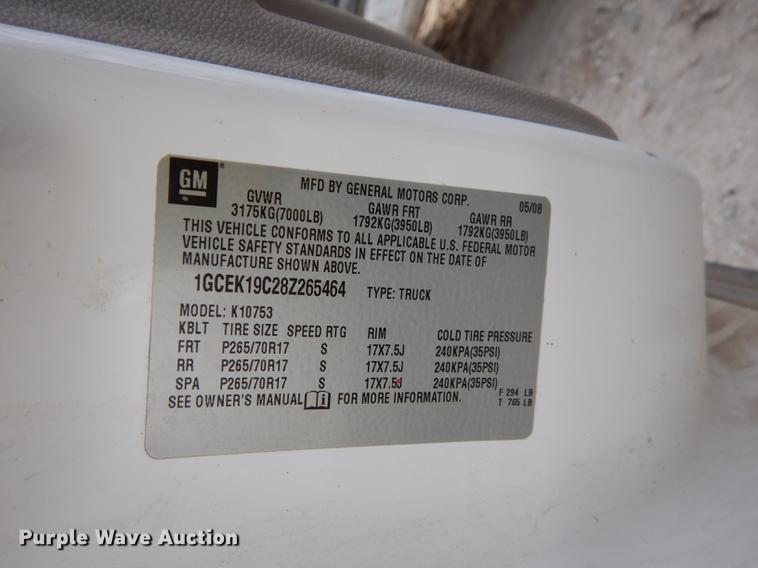 GM
MFD BY GENERAL MOTORS CORP.
05/08
GVWR GAWR FRT GAWR RR
3175KG(7000LB) 1792KG(3950LB) 1792KG(3950LB)
THIS VEHICLE CONFORMS TO ALL APPLICABLE U.S. FEDERAL MOTOR
VEHICLE SAFETY STANDARDS IN EFFECT ON THE DATE OF
MANUFACTURE SHOWN ABOVE.
1GCEK19C28Z265464 TYPE: TRUCK
MODEL: K10753
KBLT TIRE SIZE SPEED RTG RIM COLD TIRE PRESSURE
FRT P265/70R17 S 17X7.5J 240KPA(35PSI)
RR P265/70R17 S 17X7.5J 240KPA(35PSI)
SPA P265/70R17 S 17X7.5J 240KPA(35PSI)
SEE OWNER'S MANUAL i FOR MORE INFORMATION.
F 294 LB
T 765 LB
Purple Wave Auction